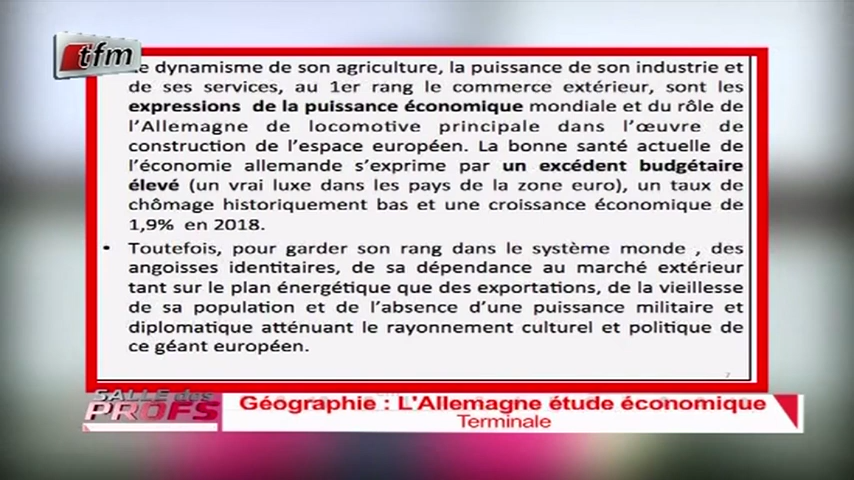 tfm
e dynamisme de son agriculture, la puissance de son industrie et
de ses services, au 1er rang le commerce extérieur, sont les
expressions de la puissance économique mondiale et du rôle de
l'Allemagne de locomotive principale dans l'œuvre de
construction de l'espace européen. La bonne santé actuelle de
l'économie allemande s'exprime par un excédent budgétaire
élevé (un vrai luxe dans les pays de la zone euro), un taux de
chômage historiquement bas et une croissance économique de
1,9% en 2018.
• Toutefois, pour garder son rang dans le système monde , des
angoisses identitaires, de sa dépendance au marché extérieur
tant sur le plan énergétique que des exportations, de la vieillesse
de sa population et de l'absence d'une puissance militaire et
diplomatique atténuant le rayonnement culturel et politique de
ce géant européen.
7
SALLE des
PROFS
Géographie : L'Allemagne étude économique
Terminale